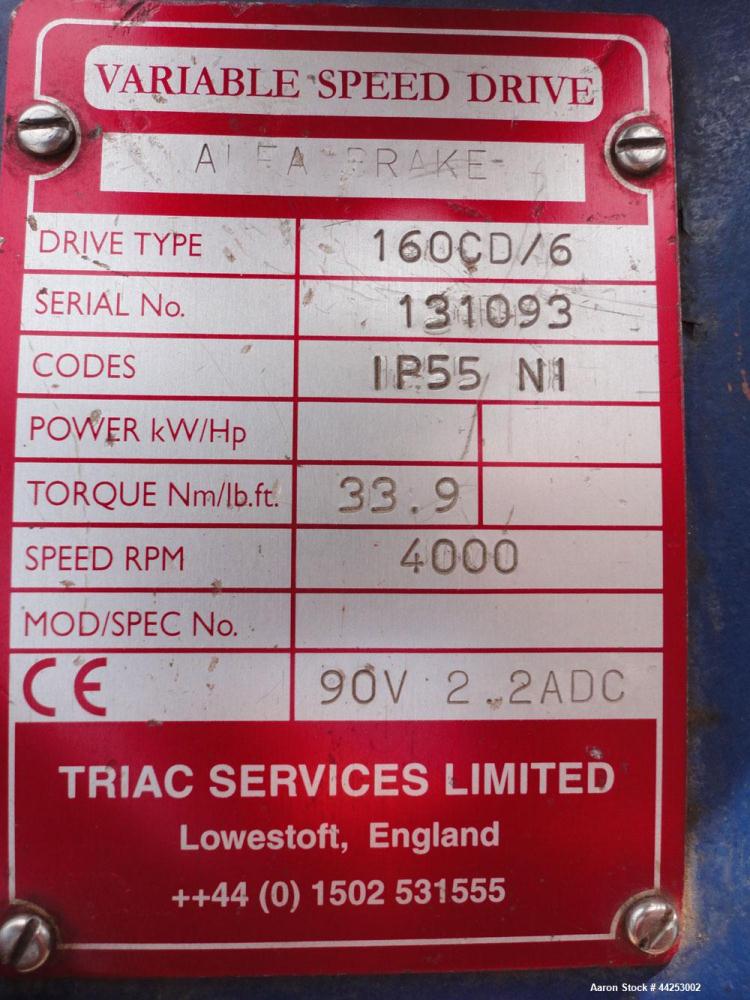 VARIABLE SPEED DRIVE
ALFA BRAKE
DRIVE TYPE 160CD/6
SERIAL No. 131093
CODES IP55 NI
POWER kW/Hp
TORQUE Nm/lb.ft. 33.9
SPEED RPM 4000
MOD/SPEC No.
CE 90V 2.2ADC
TRIAC SERVICES LIMITED
Lowestoft, England
++44 (0) 1502 531555
Aaron Stock # 44253002